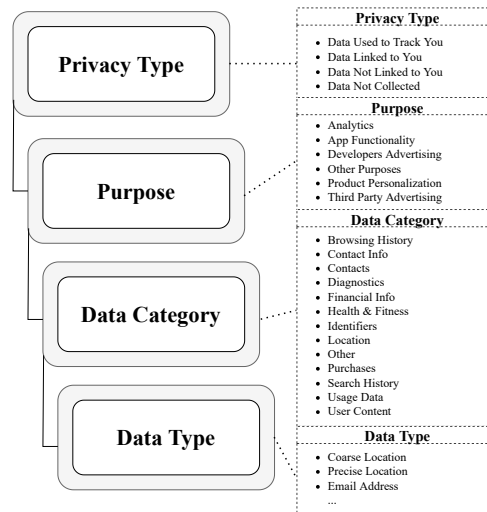 Privacy Type
Purpose
Data Category
Data Type
Privacy Type
• Data Used to Track You
• Data Linked to You
• Data Not Linked to You
• Data Not Collected
Purpose
• Analytics
• App Functionality
• Developers Advertising
• Other Purposes
• Product Personalization
• Third Party Advertising
Data Category
• Browsing History
• Contact Info
• Contacts
• Diagnostics
• Financial Info
• Health & Fitness
• Identifiers
• Location
• Other
• Purchases
• Search History
• Usage Data
• User Content
Data Type
• Coarse Location
• Precise Location
• Email Address
...